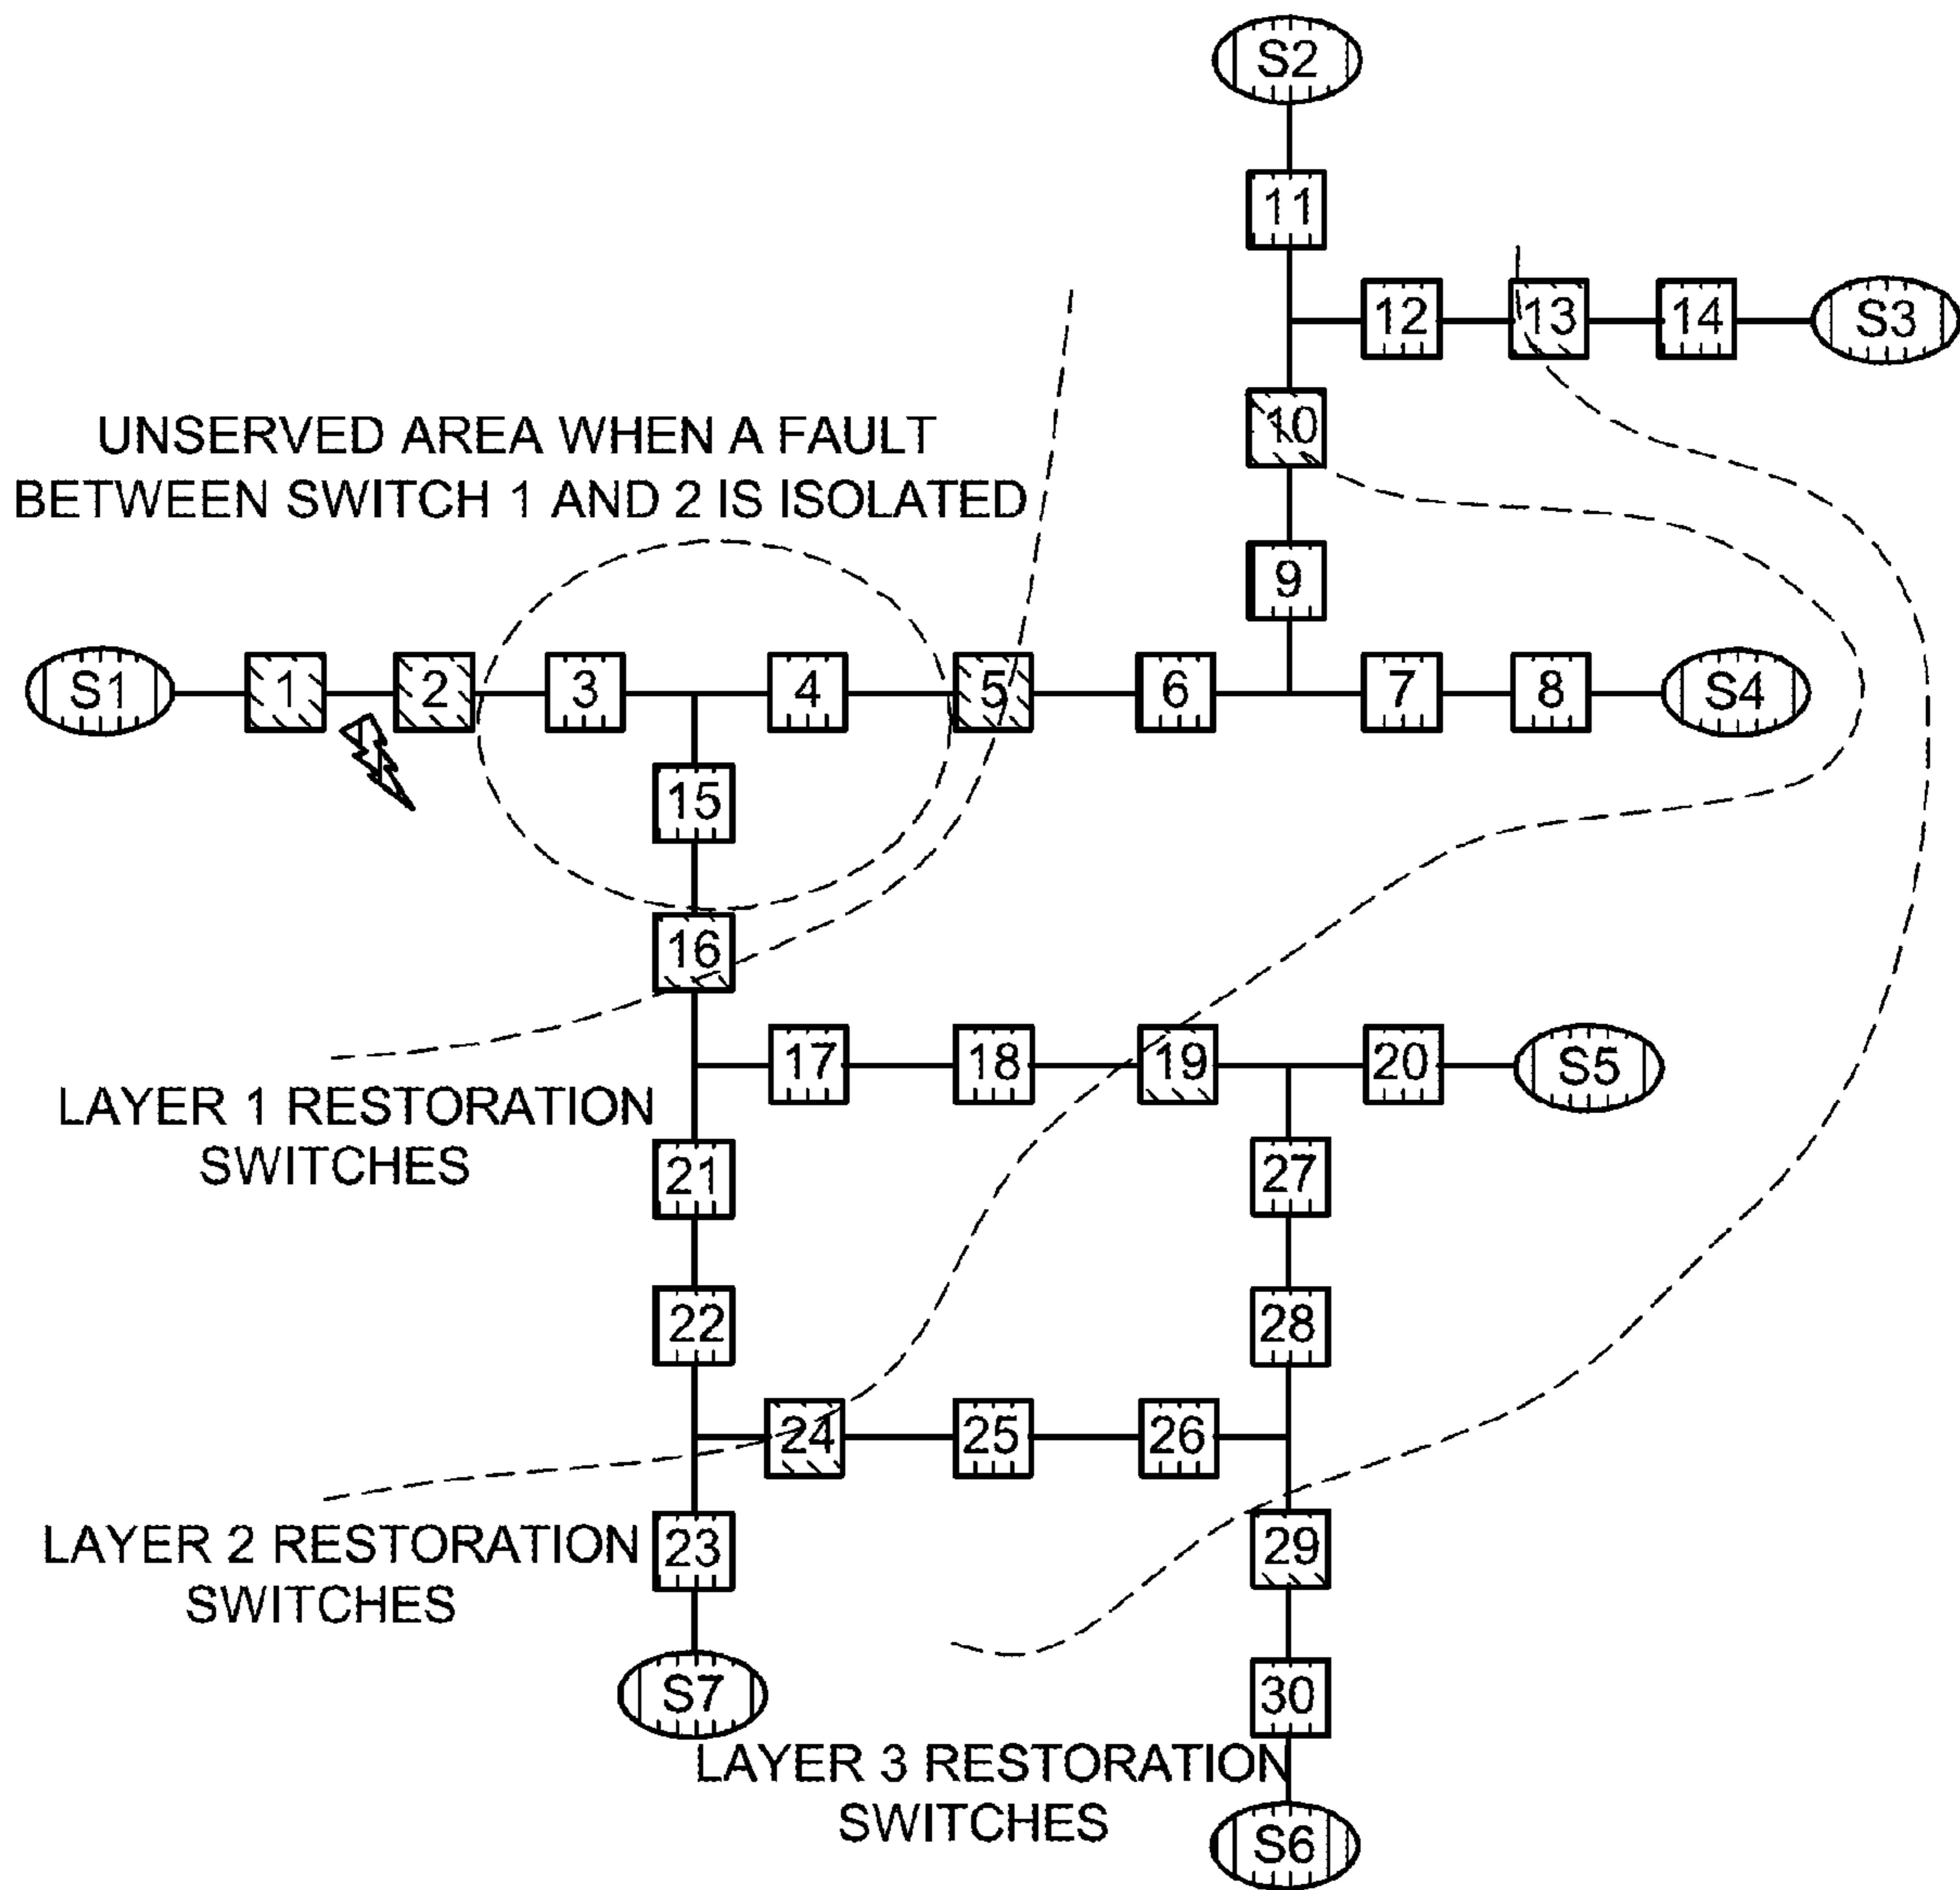 S2
11
12
13
14
S3
10
UNSERVED AREA WHEN A FAULT
BETWEEN SWITCH 1 AND 2 IS ISOLATED
9
S1
1
2
3
4
5
6
7
8
S4
15
16
17
18
19
20
S5
LAYER 1 RESTORATION
SWITCHES
21
27
22
28
24
25
26
LAYER 2 RESTORATION
SWITCHES
23
29
S7
30
LAYER 3 RESTORATION
SWITCHES
S6